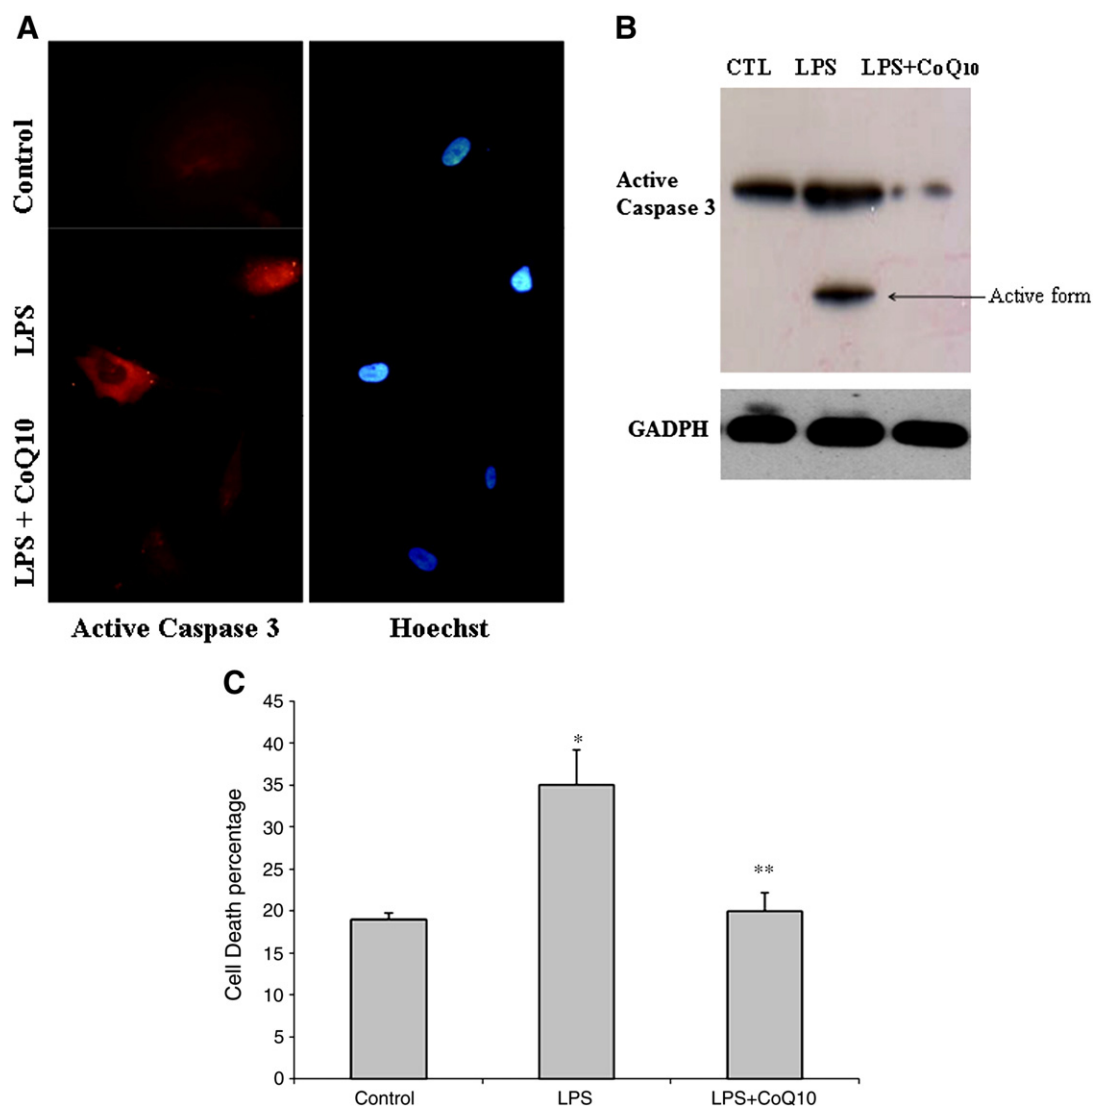 A
Control
LPS
LPS + CoQ10
Active Caspase 3
Hoechst
B
CTL LPS LPS+CoQ10
Active
Caspase 3
Active form
GADPH
C
Cell Death percentage
45
40
35
30
25
20
15
10
5
0
*
**
Control
LPS
LPS+CoQ10